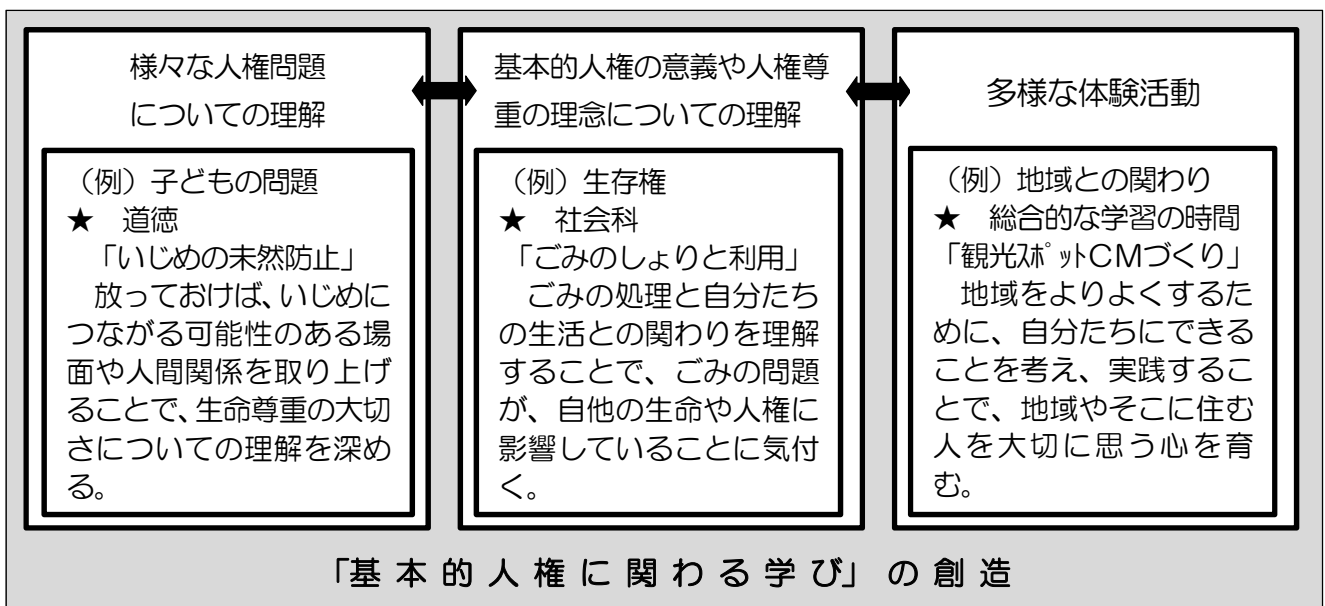 様々な人権問題
についての理解
（例）子どもの問題
★　道徳
「いじめの未然防止」
放っておけば、いじめに
つながる可能性のある場
面や人間関係を取り上げ
ることで、生命尊重の大切
さについての理解を深め
る。
基本的人権の意義や人権尊
重の理念についての理解
（例）生存権
★　社会科
「ごみのしょりと利用」
ごみの処理と自分たち
の生活との関わりを理解
することで、ごみの問題
が、自他の生命や人権に
影響していることに気付
く。
多様な体験活動
（例）地域との関わり
★　総合的な学習の時間
「観光ｽﾎﾟｯﾄＣＭづくり」
地域をよりよくするた
めに、自分たちにできる
ことを考え、実践するこ
とで、地域やそこに住む
人を大切に思う心を育
む。
「基本的人権に関わる学び」の創造